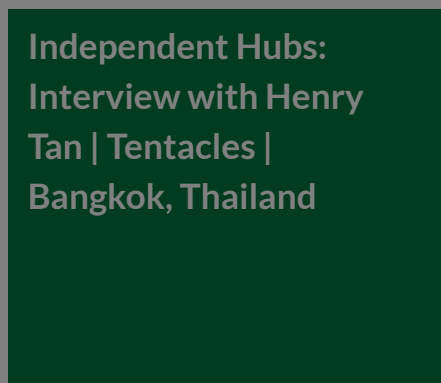 Independent Hubs:
Interview with Henry
Tan | Tentacles |
Bangkok, Thailand